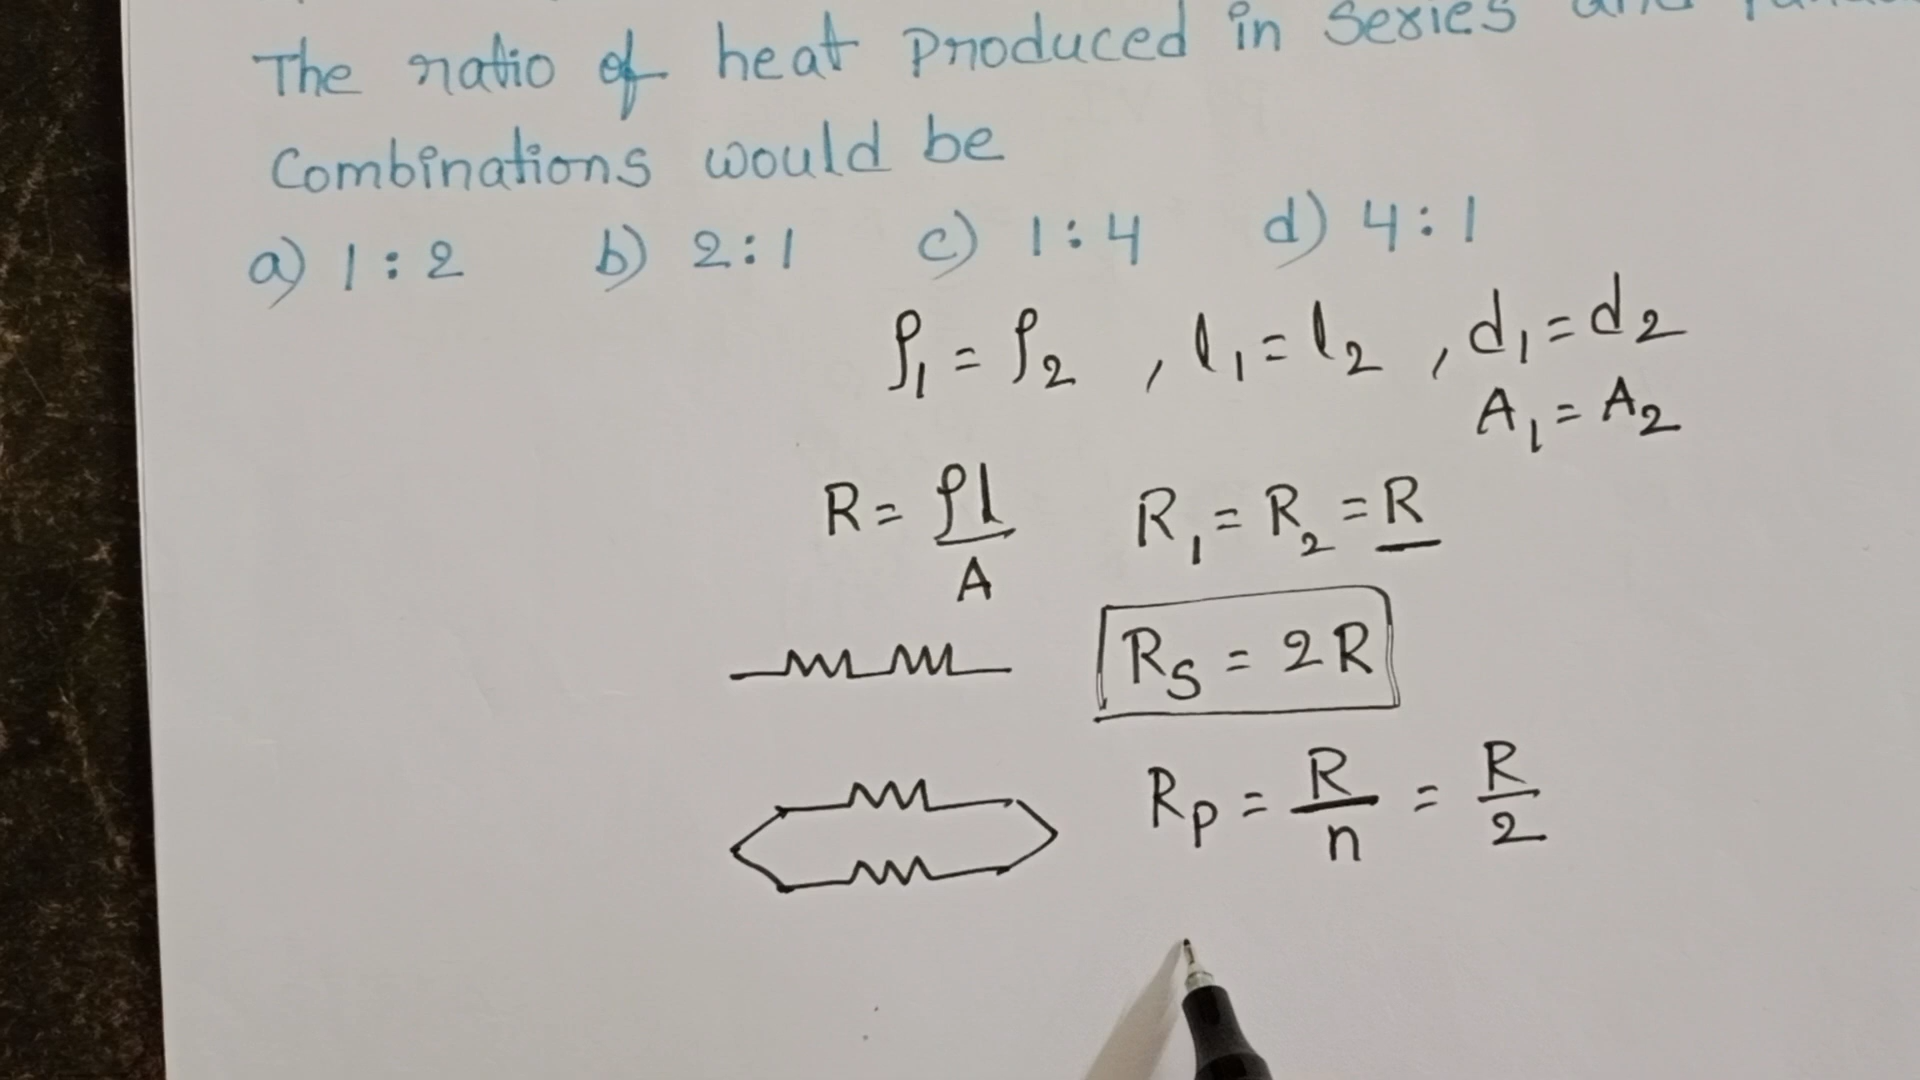 The ratio of heat Produced in Series and
Combinations would be
a) 1:2 b) 2:1 c) 1:4 d) 4:1
ρ₁ = ρ₂ , l₁ = l₂ , d₁ = d₂
A₁ = A₂
R = ρl/A R₁ = R₂ = R
Rs = 2R
Rp = R/n = R/2